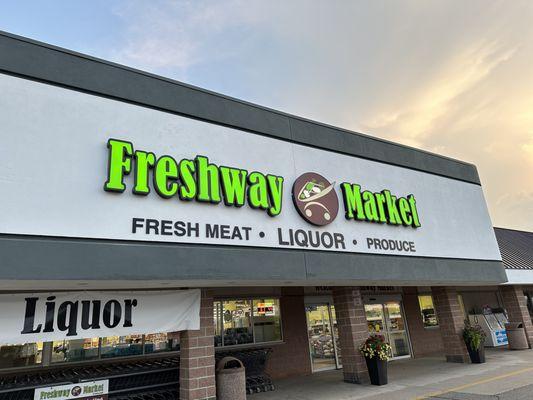 Freshway Market
FRESH MEAT • LIQUOR • PRODUCE
Liquor
Freshway Market